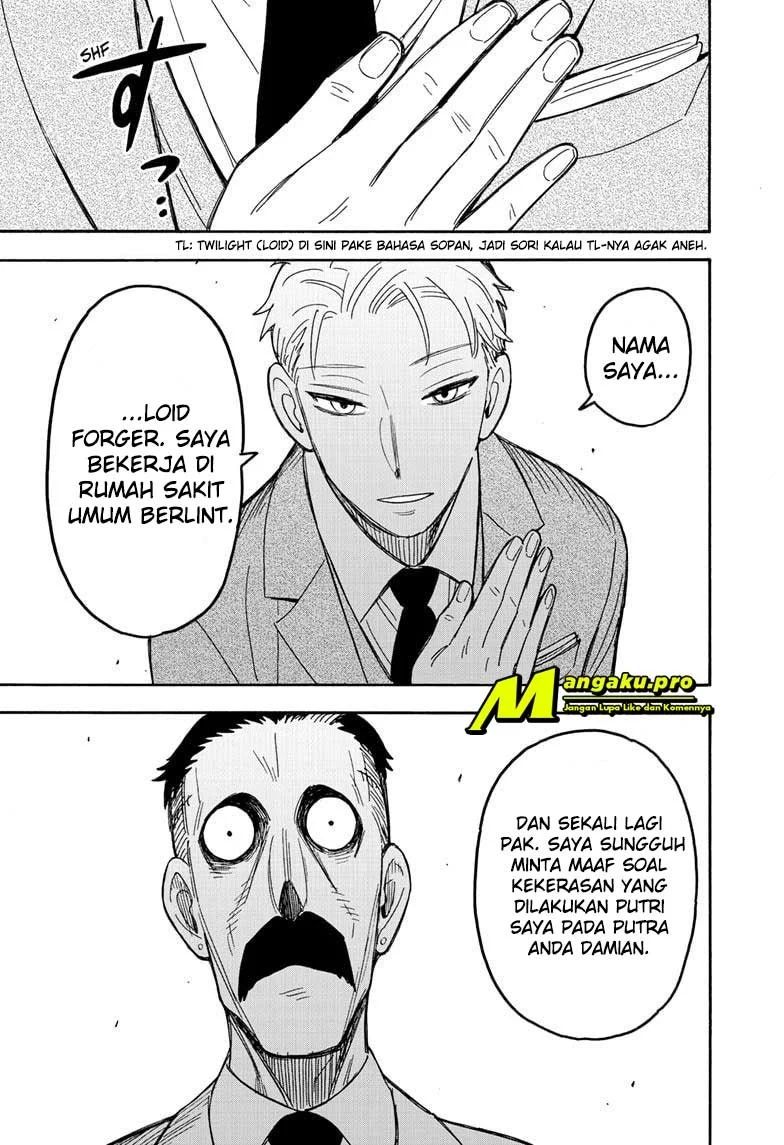 SHF
すっ…
TL: TWILIGHT (LOID) DI SINI PAKE BAHASA SOPAN, JADI SORI KALAU TL-NYA AGAK ANEH.
NAMA
SAYA...
...LOID
FORGER. SAYA
BEKERJA DI
RUMAH SAKIT
UMUM BERLINT.
Mangaku.pro
Jangan Lupa Like dan Komennya
DAN SEKALI LAGI
PAK. SAYA SUNGGUH
MINTA MAAF SOAL
KEKERASAN YANG
DILAKUKAN PUTRI
SAYA PADA PUTRA
ANDA DAMIAN.